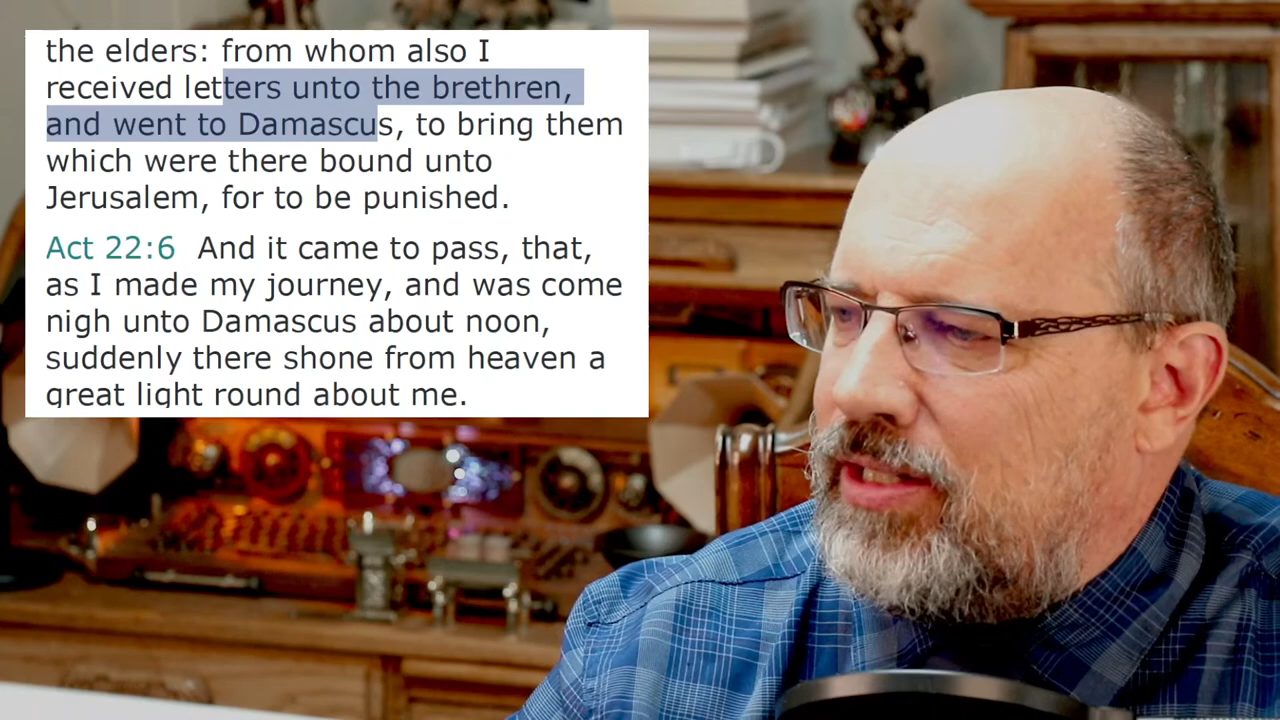 the elders: from whom also I
received letters unto the brethren,
and went to Damascus, to bring them
which were there bound unto
Jerusalem, for to be punished.
Act 22:6 And it came to pass, that,
as I made my journey, and was come
nigh unto Damascus about noon,
suddenly there shone from heaven a
great light round about me.